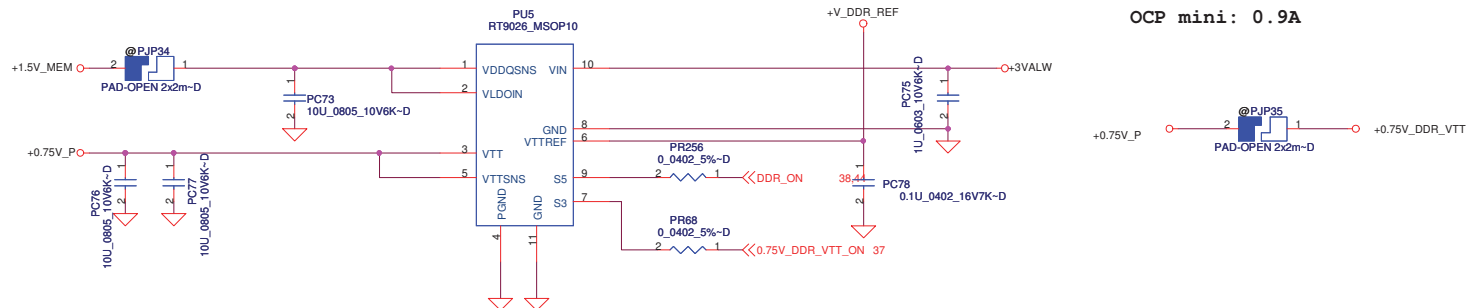 OCP mini: 0.9A
+V_DDR_REF
PU5
RT9026_MSOP10
@PJP34
+1.5V_MEM
2
1
PAD-OPEN 2x2m~D
1
2
PC73
10U_0805_10V6K~D
1
VDDQSNS
VIN
10
+3VALW
2
VLDOIN
1
2
PC75
1U_0603_10V6K~D
GND
8
VTTREF
6
+0.75V_P
3
VTT
5
VTTSNS
S5
9
S3
7
PGND
GND
4
11
1
2
PC76
10U_0805_10V6K~D
1
2
PC77
10U_0805_10V6K~D
PR256
0_0402_5%~D
2
1
DDR_ON
38,44
1
2
PC78
0.1U_0402_16V7K~D
PR68
0_0402_5%~D
2
1
0.75V_DDR_VTT_ON 37
@PJP35
+0.75V_P
2
1
+0.75V_DDR_VTT
PAD-OPEN 2x2m~D